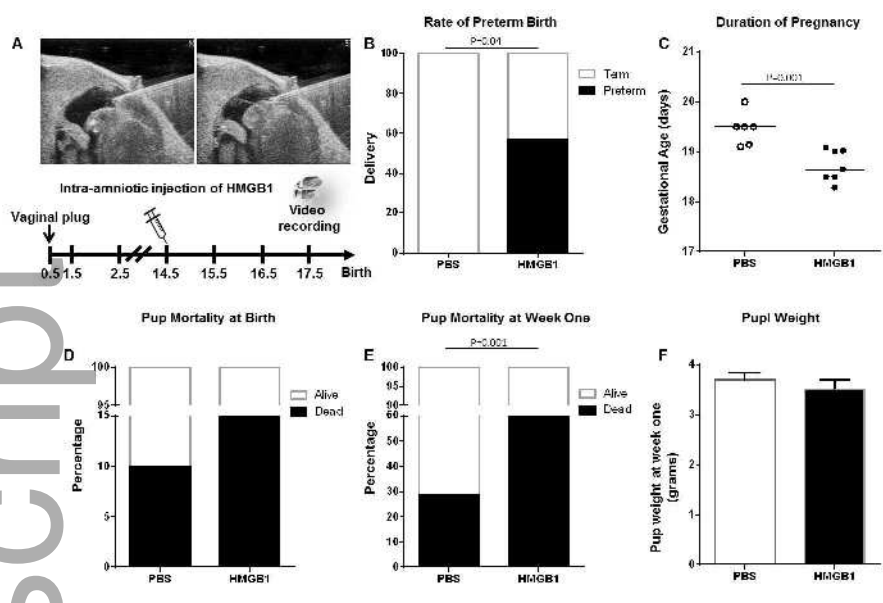 A
Intra-amniotic injection of HMGB1
Video
recording
Vaginal plug
0.5 1.5 2.5 14.5 15.5 16.5 17.5 Birth
B
Rate of Preterm Birth
P=0.04
Term
Preterm
Delivery
100
80
60
40
20
0
PBS HMGB1
C
Duration of Pregnancy
P=0.001
Gestational Age (days)
21
20
19
18
17
PBS HMGB1
D
Pup Mortality at Birth
Alive
Dead
Percentage
100
95
15
10
5
0
PBS HMGB1
E
Pup Mortality at Week One
P=0.001
Alive
Dead
Percentage
100
95
90
60
50
40
30
20
10
0
PBS HMGB1
F
Pupl Weight
Pup weight at week one
(grams)
4
3
2
1
0
PBS HMGB1
script